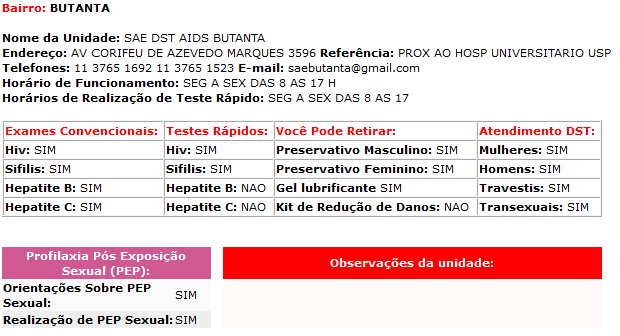 Bairro: BUTANTA
Nome da Unidade: SAE DST AIDS BUTANTA
Endereço: AV CORIFEU DE AZEVEDO MARQUES 3596 Referência: PROX AO HOSP UNIVERSITARIO USP
Telefones: 11 3765 1692 11 3765 1523 E-mail: saebutanta@gmail.com
Horário de Funcionamento: SEG A SEX DAS 8 AS 17 H
Horários de Realização de Teste Rápido: SEG A SEX DAS 8 AS 17
Exames Convencionais: Testes Rápidos: Você Pode Retirar: Atendimento DST:
Hiv: SIM Hiv: SIM Preservativo Masculino: SIM Mulheres: SIM
Sifilis: SIM Sifilis: SIM Preservativo Feminino: SIM Homens: SIM
Hepatite B: SIM Hepatite B: NAO Gel lubrificante SIM Travestis: SIM
Hepatite C: SIM Hepatite C: NAO Kit de Redução de Danos: NAO Transexuais: SIM
Profilaxia Pós Exposição
Sexual (PEP):
Observações da unidade:
Orientações Sobre PEP
Sexual: SIM
Realização de PEP Sexual: SIM